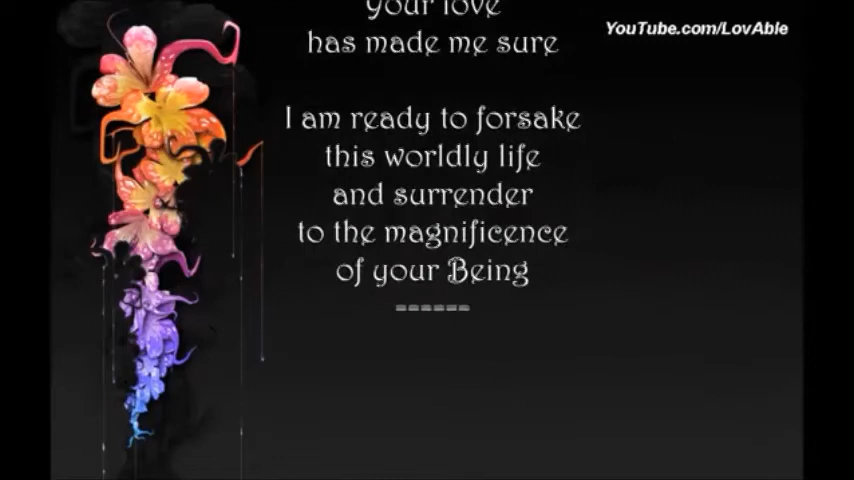 your love
has made me sure
YouTube.com/LovAble
I am ready to forsake
this worldly life
and surrender
to the magnificence
of your Being
------